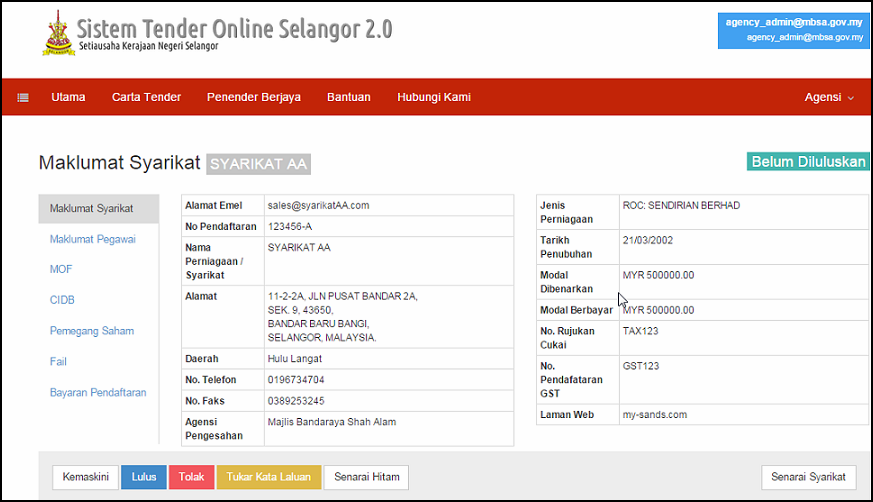 Sistem Tender Online Selangor 2.0
Setiausaha Kerajaan Negeri Selangor
agency_admin@mbsa.gov.my
agency_admin@mbsa.gov.my
Utama
Carta Tender
Penender Berjaya
Bantuan
Hubungi Kami
Agensi
Maklumat Syarikat SYARIKAT AA
Belum Diluluskan
Maklumat Syarikat
Maklumat Pegawai
MOF
CIDB
Pemegang Saham
Fail
Bayaran Pendaftaran
Alamat Emel sales@syarikatAA.com
No Pendaftaran 123456-A
Nama SYARIKAT AA
Perniagaan /
Syarikat
Alamat 11-2-2A, JLN PUSAT BANDAR 2A,
SEK. 9, 43650,
BANDAR BARU BANGI,
SELANGOR, MALAYSIA.
Daerah Hulu Langat
No. Telefon 0196734704
No. Faks 0389253245
Agensi Majlis Bandaraya Shah Alam
Pengesahan
Jenis ROC: SENDIRIAN BERHAD
Perniagaan
Tarikh 21/03/2002
Penubuhan
Modal MYR 500000.00
Dibenarkan
Modal Berbayar MYR 500000.00
No. Rujukan TAX123
Cukai
No. GST123
Pendafataran
GST
Laman Web my-sands.com
Kemaskini
Lulus
Tolak
Tukar Kata Laluan
Senarai Hitam
Senarai Syarikat